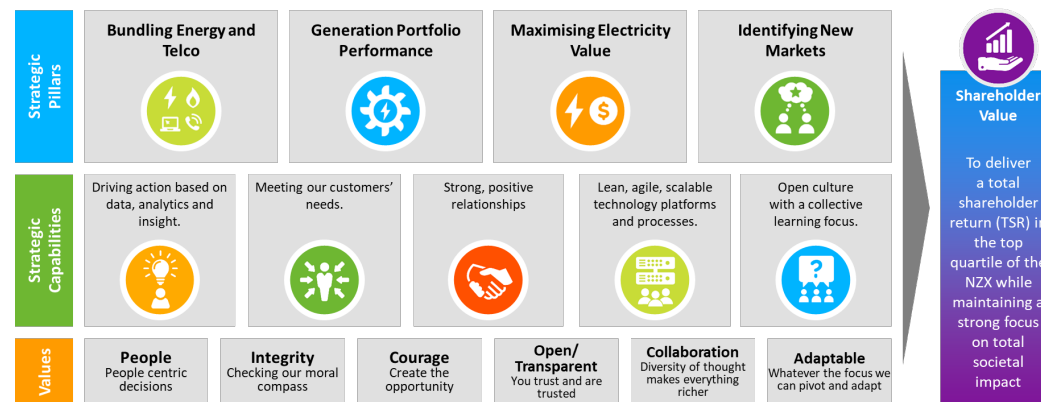 Strategic
Pillars
Bundling Energy and
Telco
Generation Portfolio
Performance
Maximising Electricity
Value
Identifying New
Markets
$
Strategic
Capabilities
Driving action based on
data, analytics and
insight.
Meeting our customers’
needs.
Strong, positive
relationships
Lean, agile, scalable
technology platforms
and processes.
Open culture
with a collective
learning focus.
?
Values
People
People centric
decisions
Integrity
Checking our moral
compass
Courage
Create the
opportunity
Open/
Transparent
You trust and are
trusted
Collaboration
Diversity of thought
makes everything
richer
Adaptable
Whatever the focus we
can pivot and adapt
Shareholder
Value
To deliver
a total
shareholder
return (TSR) in
the top
quartile of the
NZX while
maintaining a
strong focus
on total
societal
impact